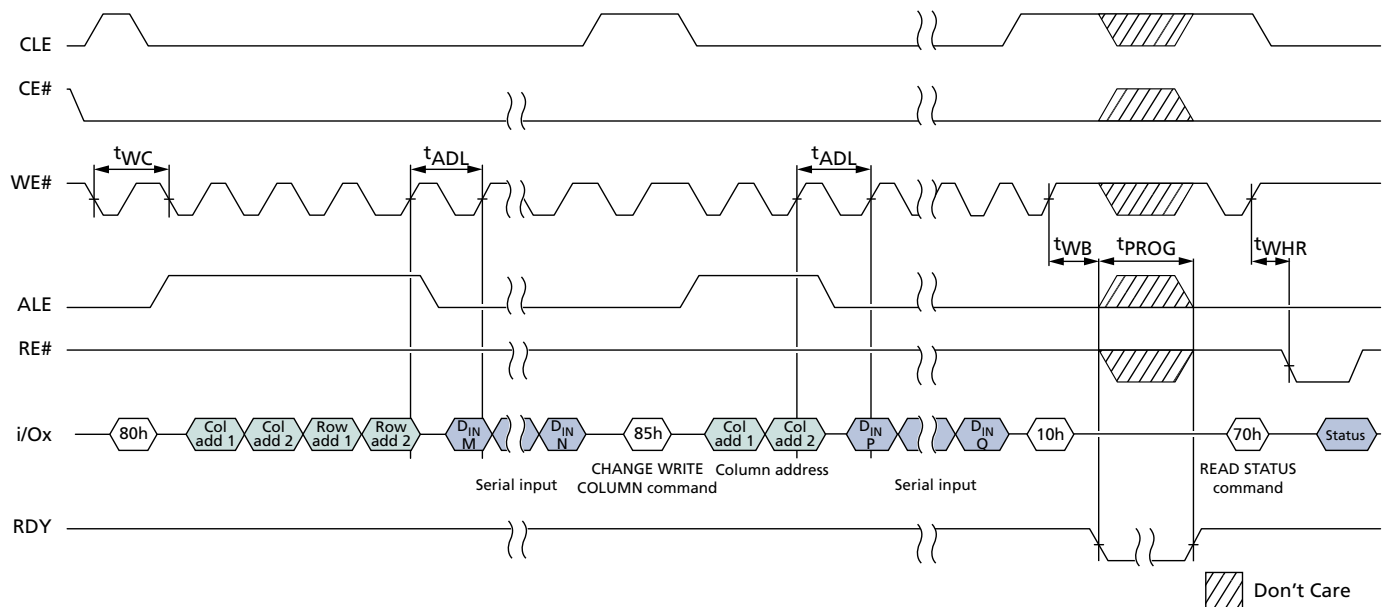 CLE
CE#
tWC
tADL
tADL
WE#
tWB
tPROG
tWHR
ALE
RE#
i/Ox
80h
Col
add 1
Col
add 2
Row
add 1
Row
add 2
DIN
M
DIN
N
85h
Col
add 1
Col
add 2
DIN
P
DIN
Q
10h
70h
Status
Serial input
CHANGE WRITE
COLUMN command
Column address
Serial input
READ STATUS
command
RDY
Don't Care